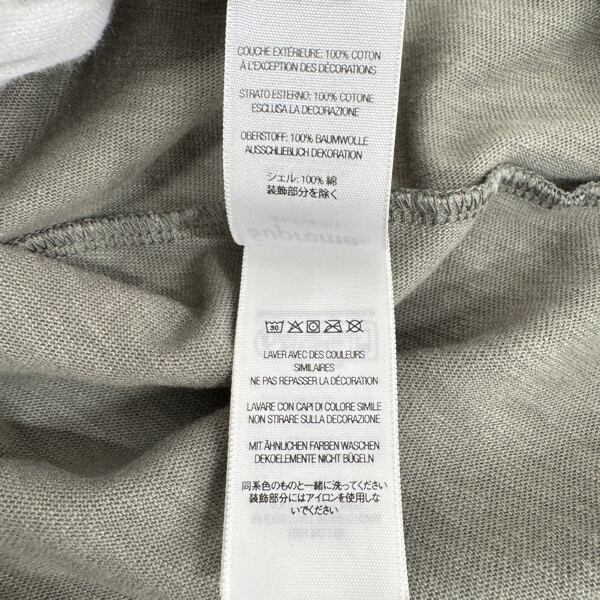 COUCHE EXTÉRIEURE: 100% COTON
À L'EXCEPTION DES DÉCORATIONS
STRATO ESTERNO: 100% COTONE
ESCLUSA LA DECORAZIONE
OBERSTOFF: 100% BAUMWOLLE
AUSSCHLIEBLICH DEKORATION
シェル: 100% 綿
装飾部分を除く
Supreme
30
LAVER AVEC DES COULEURS
SIMILAIRES
NE PAS REPASSER LA DÉCORATION
LAVARE CON CAPI DI COLORE SIMILE
NON STIRARE SULLA DECORAZIONE
MIT ÄHNLICHEN FARBEN WASCHEN
DEKOELEMENTE NICHT BÜGELN
同系色のものと一緒に洗ってください
装飾部分にはアイロンを使用しな
いでください